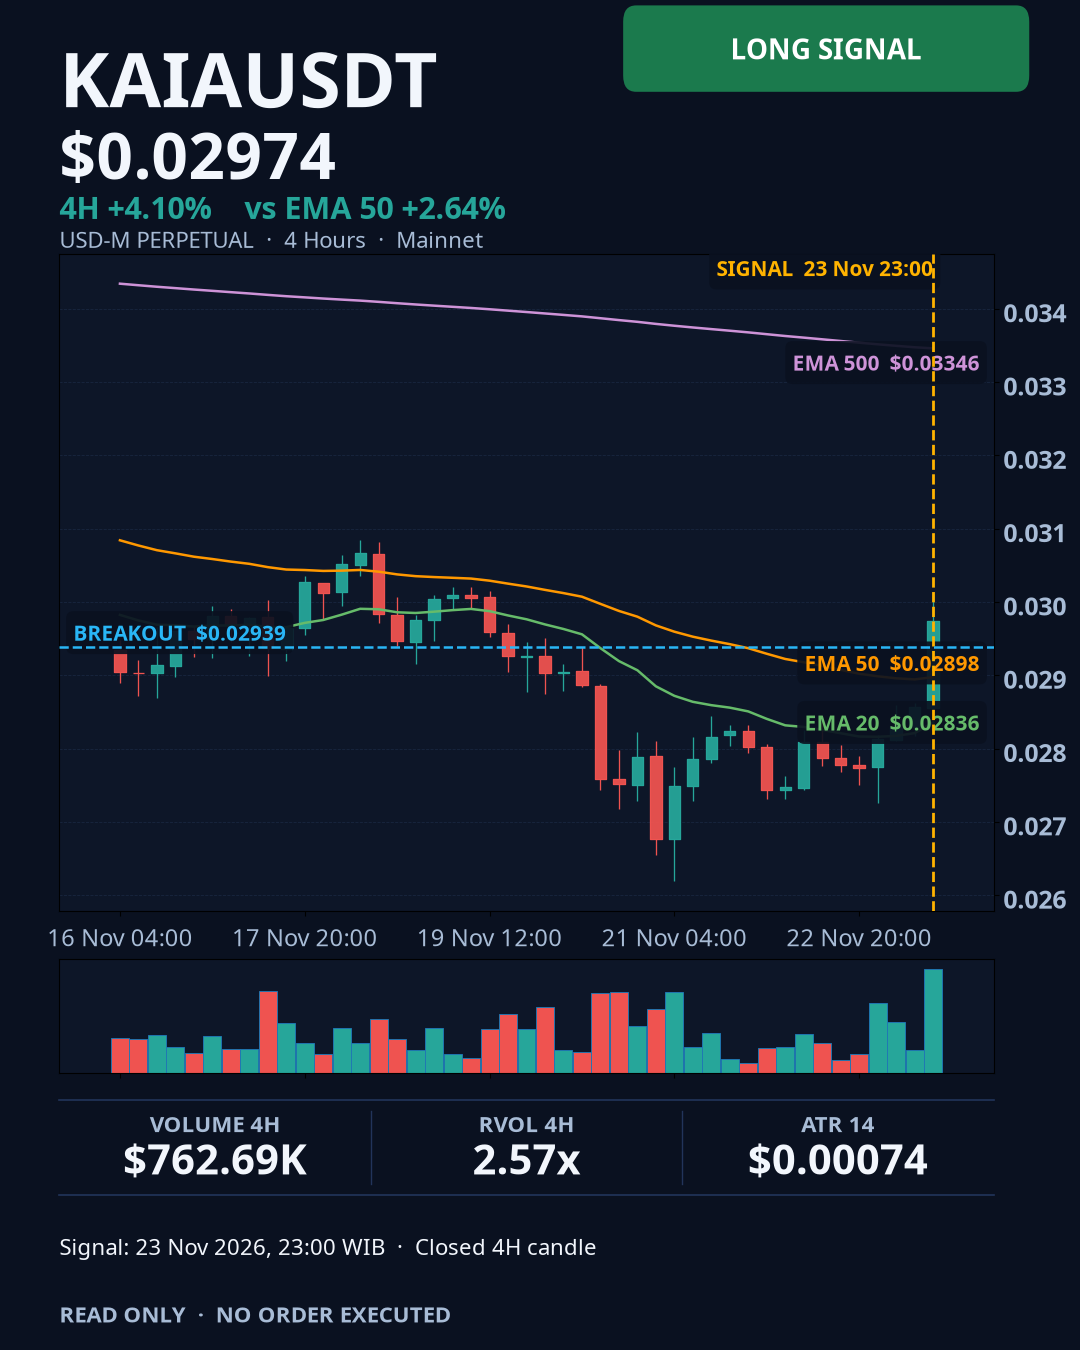 LONG SIGNAL
KAIAUSDT
$0.02974
4H +4.10% vs EMA 50 +2.64%
USD-M PERPETUAL · 4 Hours · Mainnet
SIGNAL 23 Nov 23:00
0.034
EMA 500 $0.03346
0.033
0.032
0.031
0.030
BREAKOUT $0.02939
EMA 50 $0.02898
0.029
EMA 20 $0.02836
0.028
0.027
0.026
16 Nov 04:00 17 Nov 20:00 19 Nov 12:00 21 Nov 04:00 22 Nov 20:00
VOLUME 4H RVOL 4H ATR 14
$762.69K 2.57x $0.00074
Signal: 23 Nov 2026, 23:00 WIB · Closed 4H candle
READ ONLY · NO ORDER EXECUTED